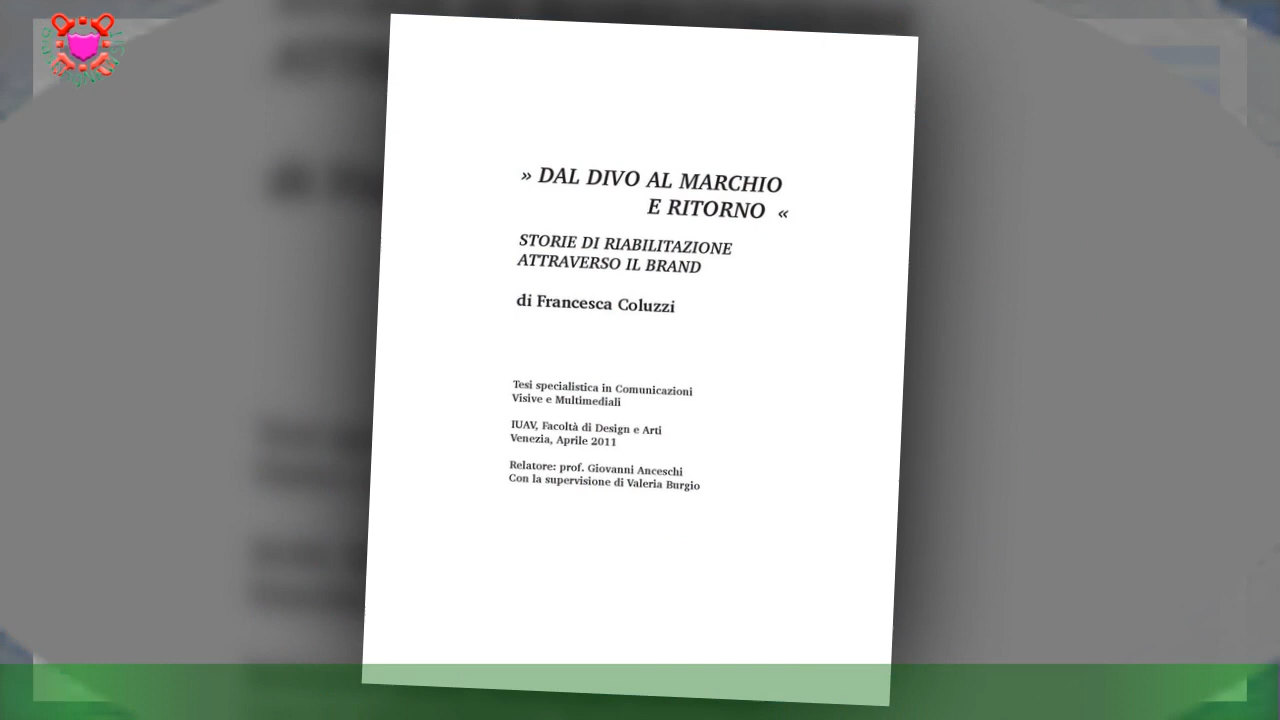 » DAL DIVO AL MARCHIO
E RITORNO «
STORIE DI RIABILITAZIONE
ATTRAVERSO IL BRAND
di Francesca Coluzzi
Tesi specialistica in Comunicazioni
Visive e Multimediali
IUAV, Facoltà di Design e Arti
Venezia, Aprile 2011
Relatore: prof. Giovanni Anceschi
Con la supervisione di Valeria Burgio